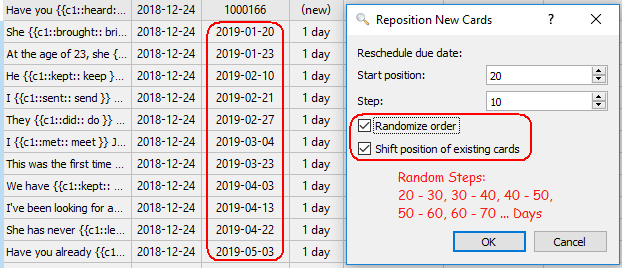 Have you {{c1::heard:... 2018-12-24 1000166 (new)
She {{c1::brought:: bri... 2018-12-24 2019-01-20 1 day
At the age of 23, she {... 2018-12-24 2019-01-23 1 day
He {{c1::kept:: keep }... 2018-12-24 2019-02-10 1 day
I {{c1::sent:: send }} ... 2018-12-24 2019-02-21 1 day
They {{c1::did:: do }} ... 2018-12-24 2019-02-27 1 day
I {{c1::met:: meet }} J... 2018-12-24 2019-03-04 1 day
This was the first time ... 2018-12-24 2019-03-23 1 day
We have {{c1::kept:: ... 2018-12-24 2019-04-03 1 day
I've been looking for a... 2018-12-24 2019-04-13 1 day
She has never {{c1::le... 2018-12-24 2019-04-22 1 day
Have you already {{c1:... 2018-12-24 2019-05-03 1 day
Reposition New Cards
Reschedule due date:
Start position: 20
Step: 10
Randomize order
Shift position of existing cards
Random Steps:
20 - 30, 30 - 40, 40 - 50,
50 - 60, 60 - 70 ... Days
OK Cancel